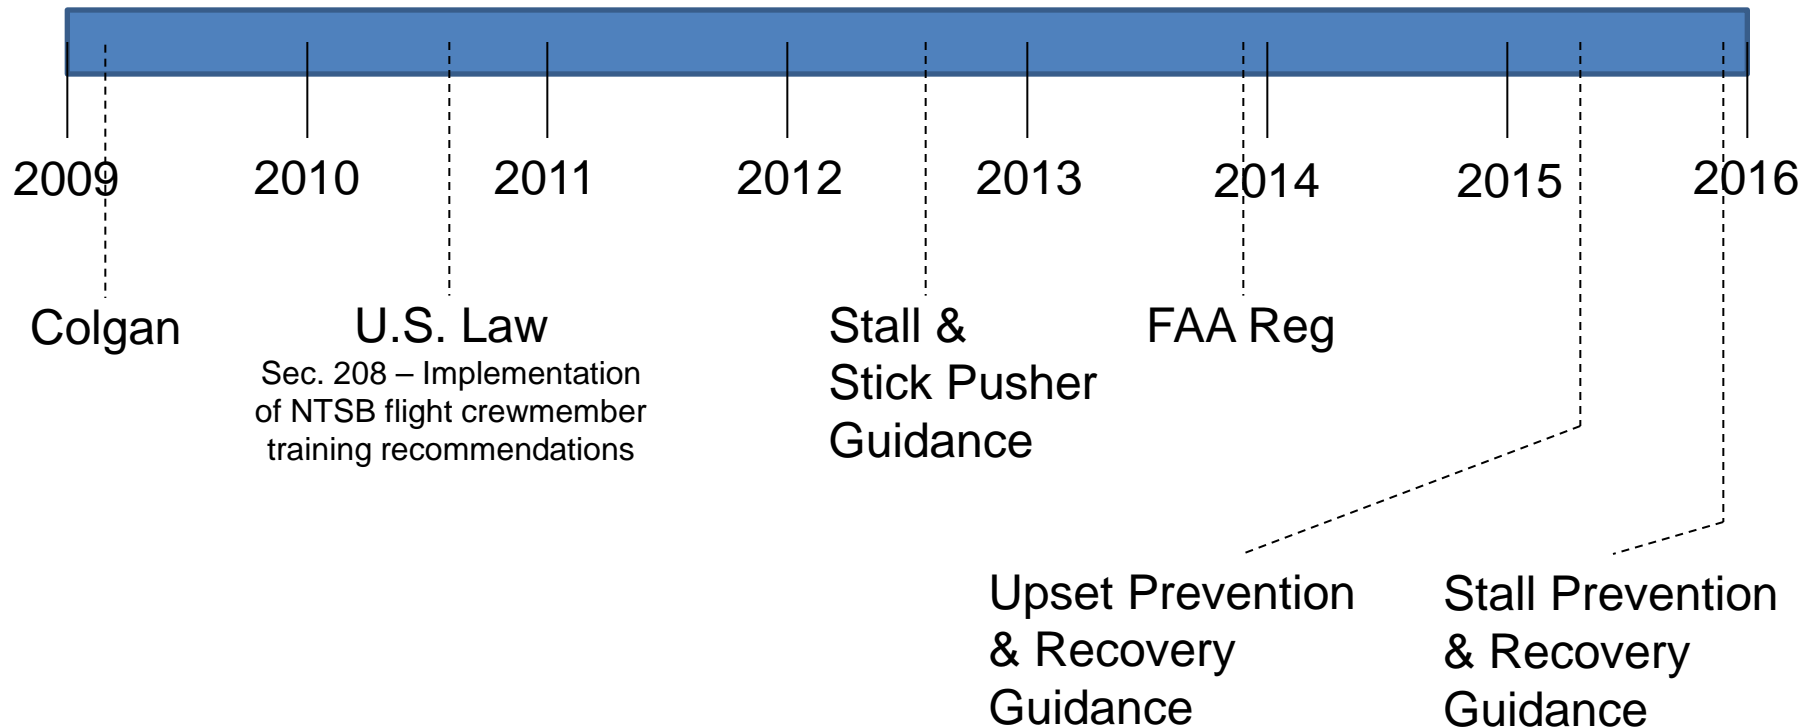 2009
2010
2011
2012
2013
2014
2015
2016
Colgan
U.S. Law
Sec. 208 – Implementation
of NTSB flight crewmember
training recommendations
Stall &
Stick Pusher
Guidance
FAA Reg
Upset Prevention
& Recovery
Guidance
Stall Prevention
& Recovery
Guidance